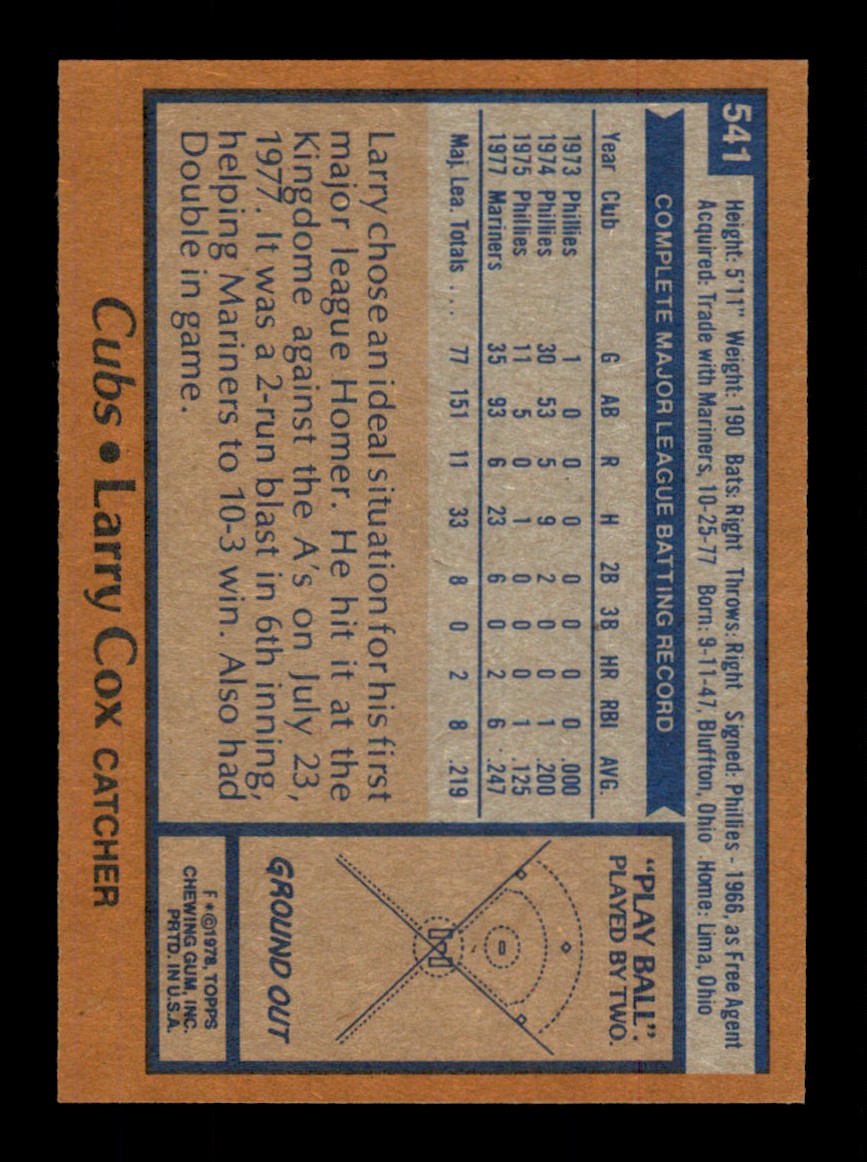 541
Height: 5'11" Weight: 190 Bats: Right Throws: Right Signed: Phillies - 1966, as Free Agent
Acquired: Trade with Mariners, 10-25-77 Born: 9-11-47, Bluffton, Ohio Home: Lima, Ohio
COMPLETE MAJOR LEAGUE BATTING RECORD
Year Club G AB R H 2B 3B HR RBI AVG.
1973 Phillies 1 0 0 0 0 0 0 0 .000
1974 Phillies 30 53 5 9 2 0 0 1 .200
1975 Phillies 11 5 0 1 0 0 0 1 .125
1977 Mariners 35 93 6 23 6 0 2 6 .247
Maj. Lea. Totals ... 77 151 11 33 8 0 2 8 .219
Larry chose an ideal situation for his first
major league Homer. He hit it at the
Kingdome against the A's on July 23,
1977. It was a 2-run blast in 6th inning,
helping Mariners to 10-3 win. Also had
Double in game.
"PLAY BALL".
PLAYED BY TWO.
GROUND OUT
F*©1978, TOPPS
CHEWING GUM, INC.
PRTD. IN U.S.A.
Cubs • Larry Cox CATCHER